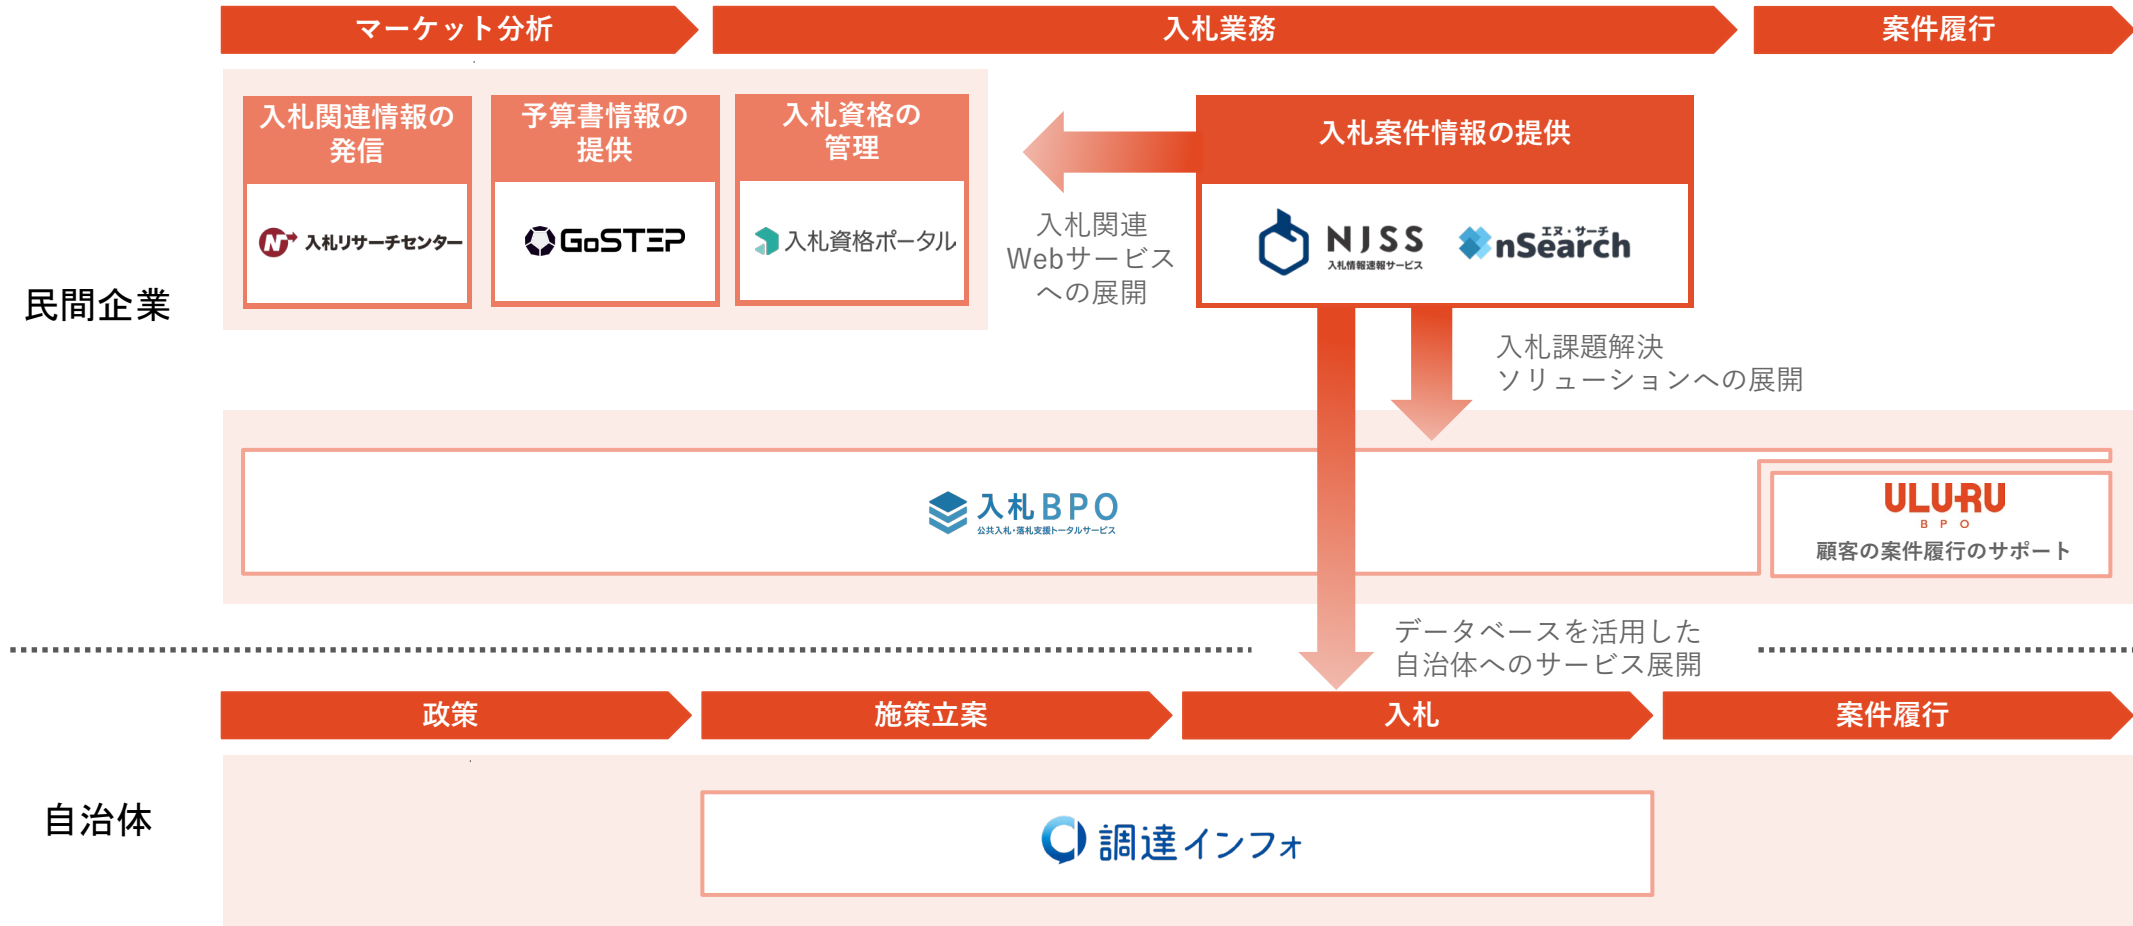 マーケット分析
入札業務
案件履行
入札関連情報の
発信
予算書情報の
提供
入札資格の
管理
入札案件情報の提供
入札リサーチセンター
GoSTEP
入札資格ポータル
NJSS
入札情報速報サービス
エヌ・サーチ
nSearch
入札関連
Webサービス
への展開
民間企業
入札課題解決
ソリューションへの展開
入札BPO
公共入札・落札支援トータルサービス
ULURU
BPO
顧客の案件履行のサポート
データベースを活用した
自治体へのサービス展開
政策
施策立案
入札
案件履行
自治体
調達インフォ